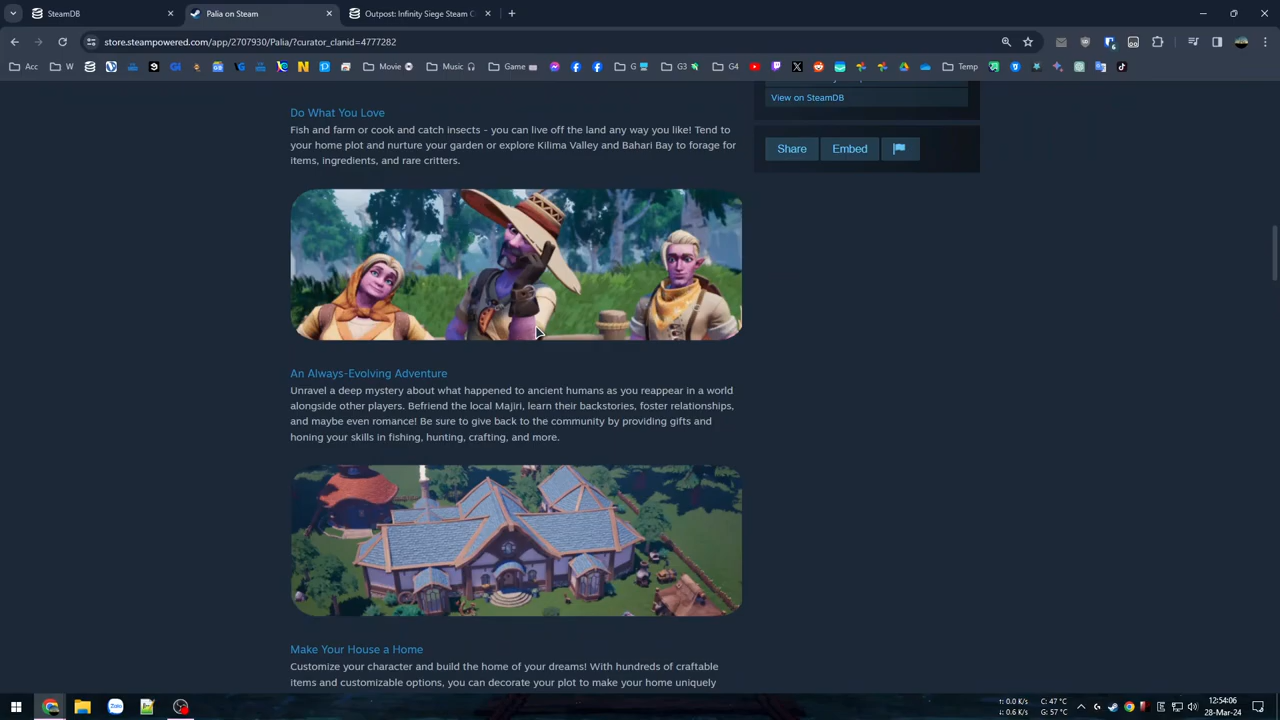 SteamDB
Palia on Steam
Outpost: Infinity Siege Steam C
store.steampowered.com/app/2707930/Palia/?curator_clanid=4777282
Acc
W
Movie
Music
Game
G
G3
G4
Temp
View on SteamDB
Share
Embed
Do What You Love
Fish and farm or cook and catch insects - you can live off the land any way you like! Tend to
your home plot and nurture your garden or explore Kilima Valley and Bahari Bay to forage for
items, ingredients, and rare critters.
An Always-Evolving Adventure
Unravel a deep mystery about what happened to ancient humans as you reappear in a world
alongside other players. Befriend the local Majiri, learn their backstories, foster relationships,
and maybe even romance! Be sure to give back to the community by providing gifts and
honing your skills in fishing, hunting, crafting, and more.
Make Your House a Home
Customize your character and build the home of your dreams! With hundreds of craftable
items and customizable options, you can decorate your plot to make your home uniquely
Zalo
↑: 0.0 K/s
↓: 0.6 K/s
C: 47 °C
G: 57 °C
12:54:06
28-Mar-24